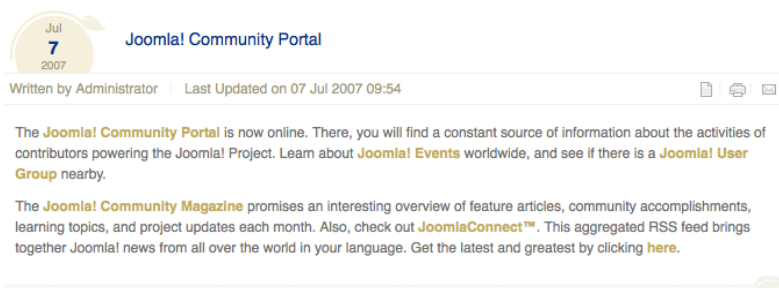 Jul
7
2007
Joomla! Community Portal
Written by Administrator Last Updated on 07 Jul 2007 09:54
The Joomla! Community Portal is now online. There, you will find a constant source of information about the activities of
contributors powering the Joomla! Project. Learn about Joomla! Events worldwide, and see if there is a Joomla! User
Group nearby.
The Joomla! Community Magazine promises an interesting overview of feature articles, community accomplishments,
learning topics, and project updates each month. Also, check out JoomlaConnect™. This aggregated RSS feed brings
together Joomla! news from all over the world in your language. Get the latest and greatest by clicking here.